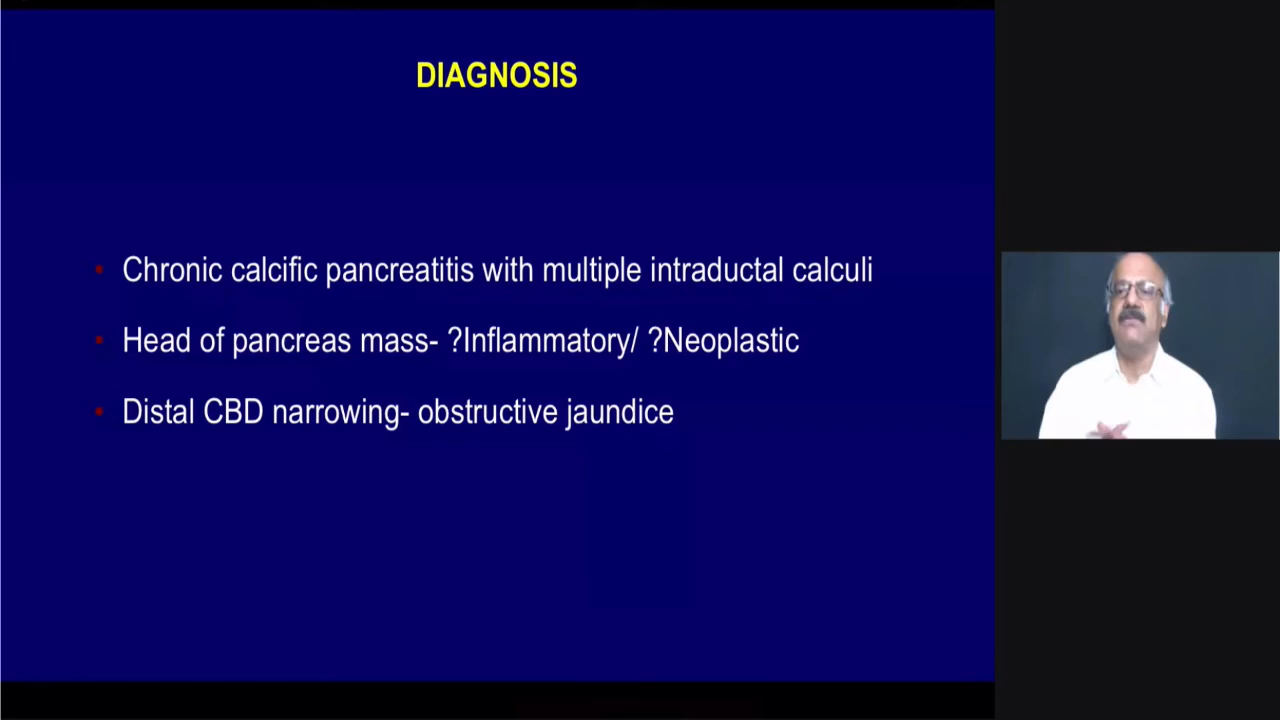 DIAGNOSIS
Chronic calcific pancreatitis with multiple intraductal calculi
Head of pancreas mass- ?Inflammatory/ ?Neoplastic
Distal CBD narrowing- obstructive jaundice